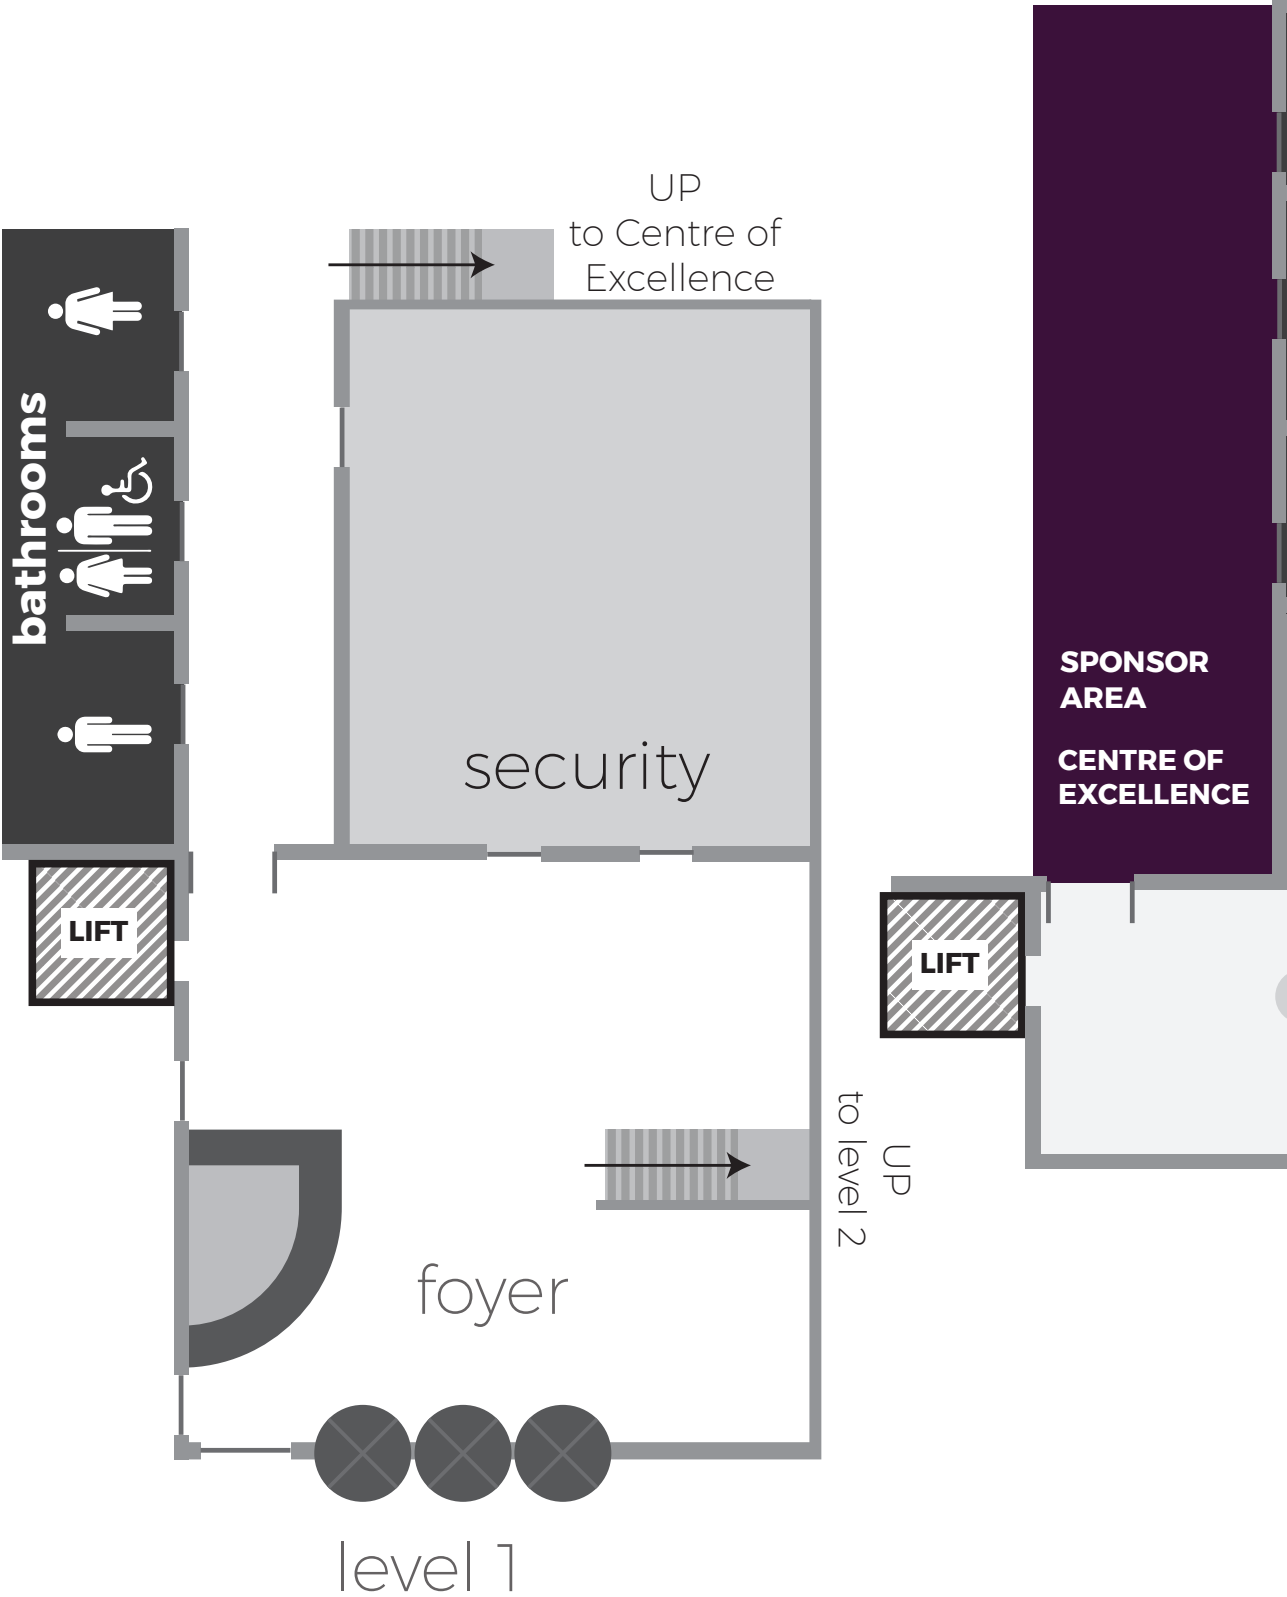 UP
to Centre of
Excellence
bathrooms
security
SPONSOR
AREA
CENTRE OF
EXCELLENCE
LIFT
LIFT
UP
to level 2
foyer
level 1